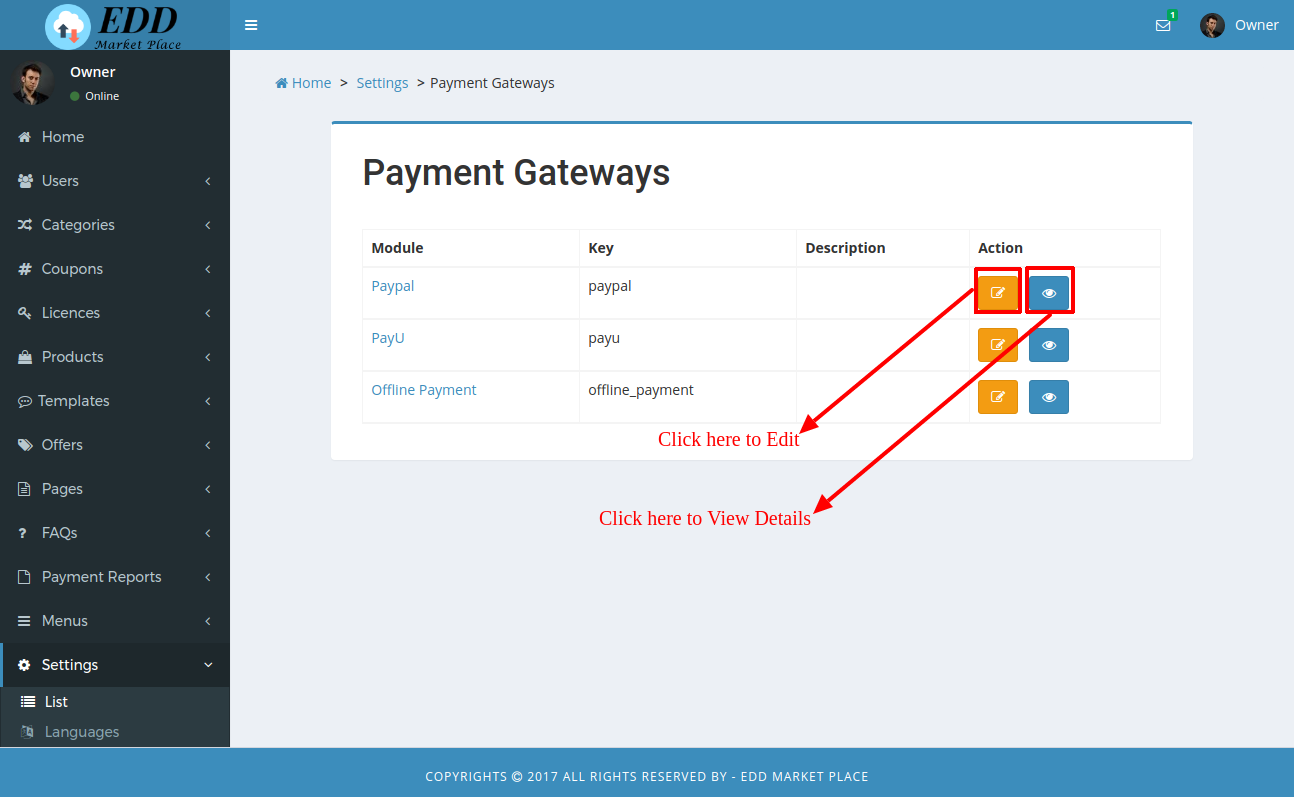 EDD
Market Place
1
Owner
Owner
Online
Home > Settings > Payment Gateways
Home
Users
Categories
Coupons
Licences
Products
Templates
Offers
Pages
FAQs
Payment Reports
Menus
Settings
List
Languages
Payment Gateways
Module Key Description Action
Paypal paypal
PayU payu
Offline Payment offline_payment
Click here to Edit
Click here to View Details
COPYRIGHTS © 2017 ALL RIGHTS RESERVED BY - EDD MARKET PLACE